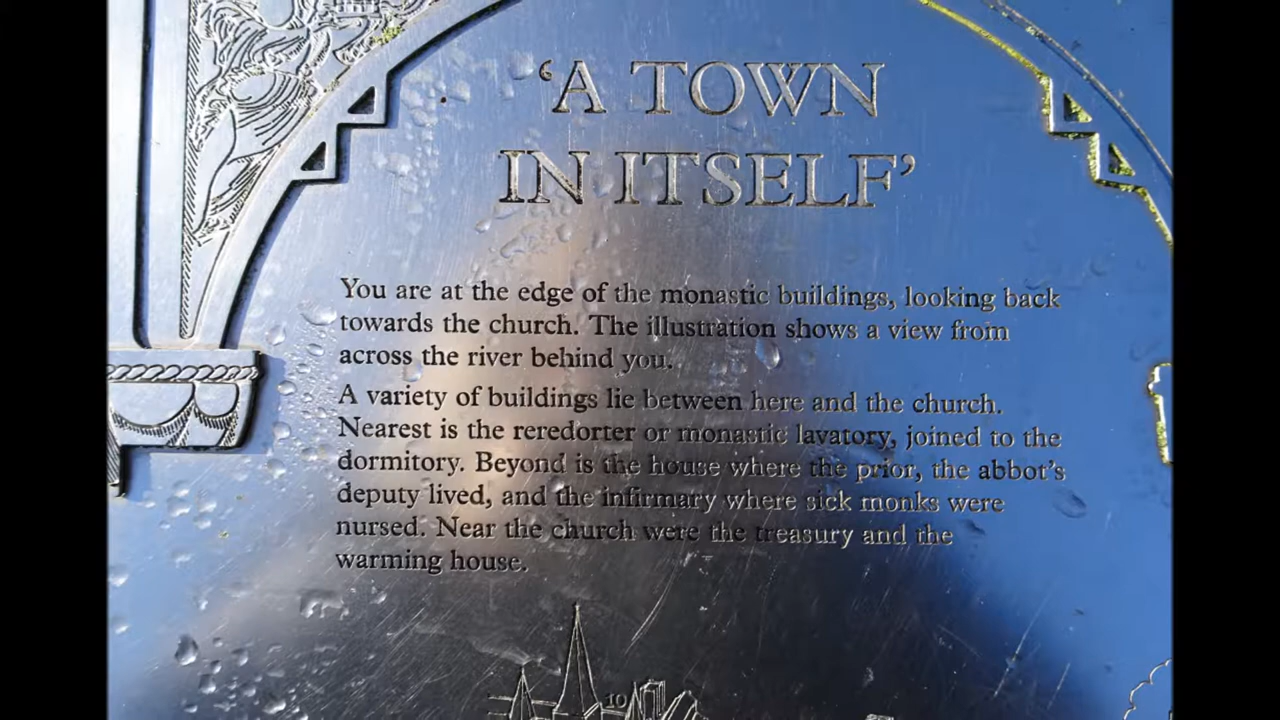 ‘A TOWN
IN ITSELF’
You are at the edge of the monastic buildings, looking back
towards the church. The illustration shows a view from
across the river behind you.
A variety of buildings lie between here and the church.
Nearest is the reredorter or monastic lavatory, joined to the
dormitory. Beyond is the house where the prior, the abbot’s
deputy lived, and the infirmary where sick monks were
nursed. Near the church were the treasury and the
warming house.
10